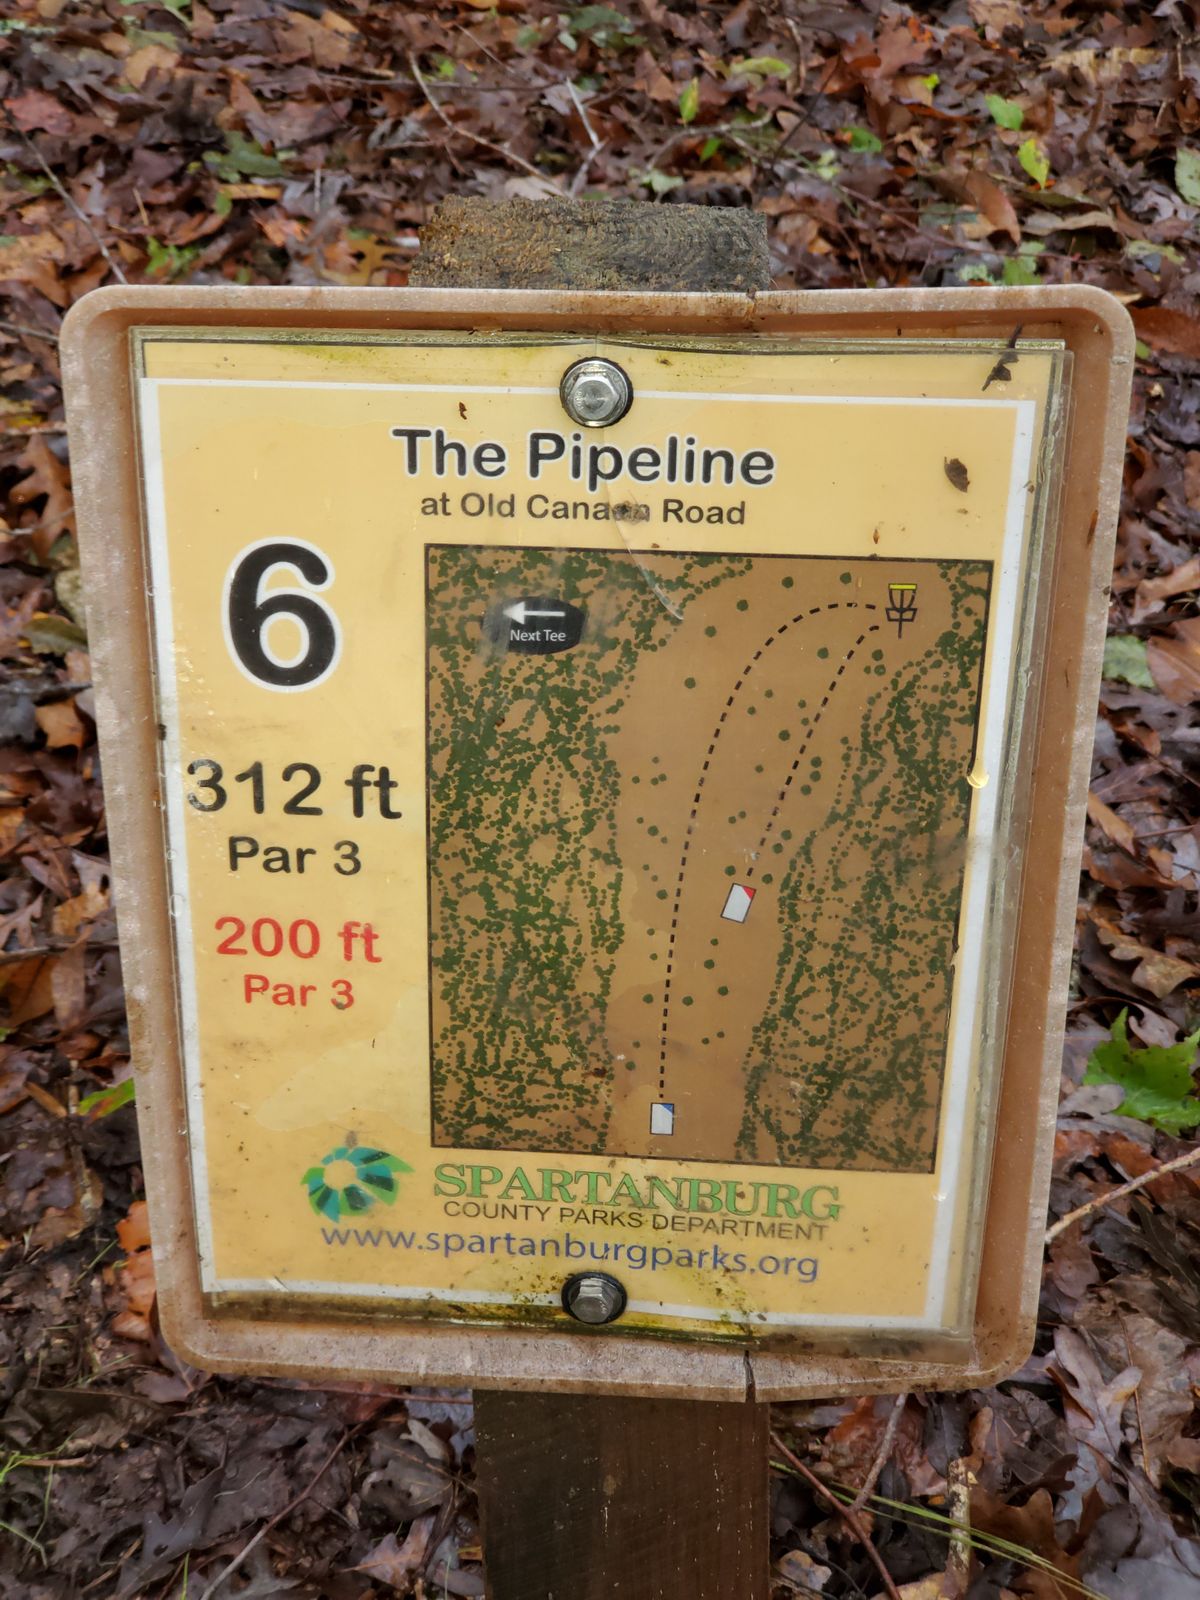 The Pipeline
at Old Canaan Road
6
Next Tee
312 ft
Par 3
200 ft
Par 3
SPARTANBURG
COUNTY PARKS DEPARTMENT
www.spartanburgparks.org